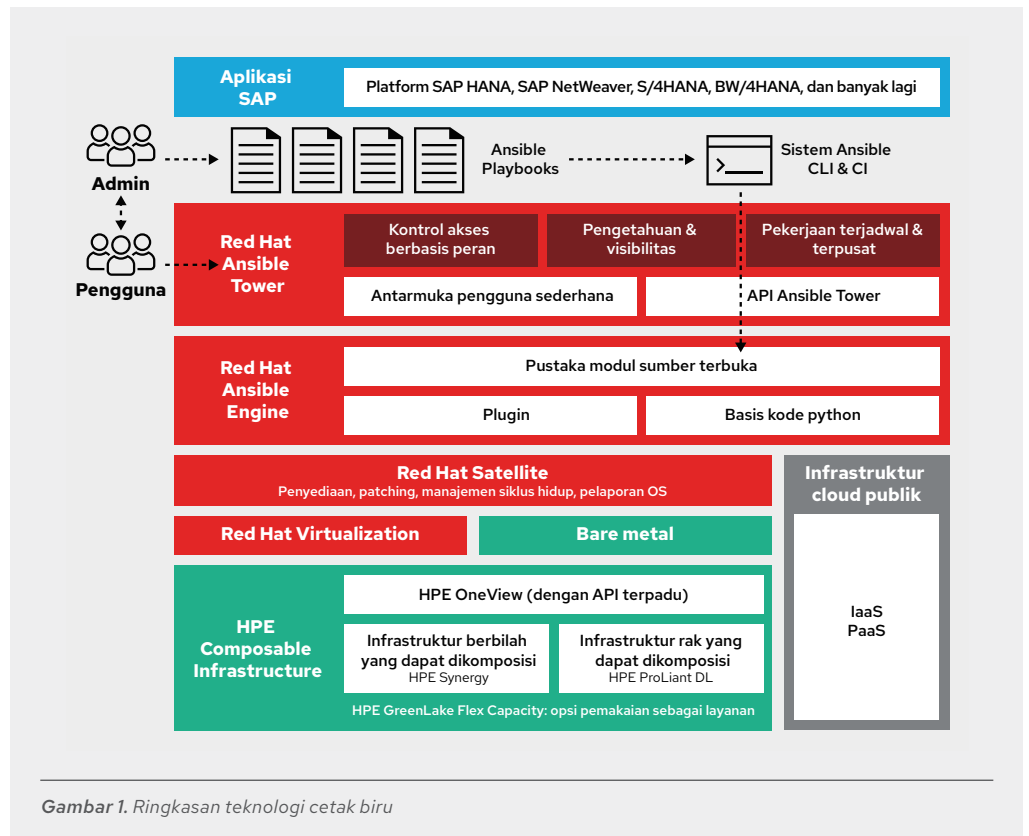 Aplikasi
SAP
Platform SAP HANA, SAP NetWeaver, S/4HANA, BW/4HANA, dan banyak lagi
Admin
Ansible
Playbooks
Sistem Ansible
CLI & CI
Pengguna
Red Hat
Ansible
Tower
Kontrol akses
berbasis peran
Pengetahuan &
visibilitas
Pekerjaan terjadwal &
terpusat
Antarmuka pengguna sederhana
API Ansible Tower
Red Hat
Ansible
Engine
Pustaka modul sumber terbuka
Plugin
Basis kode python
Red Hat Satellite
Penyediaan, patching, manajemen siklus hidup, pelaporan OS
Infrastruktur
cloud publik
Red Hat Virtualization
Bare metal
HPE
Composable
Infrastructure
HPE OneView (dengan API terpadu)
Infrastruktur berbilah
yang dapat dikomposisi
HPE Synergy
Infrastruktur rak yang
dapat dikomposisi
HPE ProLiant DL
HPE GreenLake Flex Capacity: opsi pemakaian sebagai layanan
IaaS
PaaS
Gambar 1. Ringkasan teknologi cetak biru